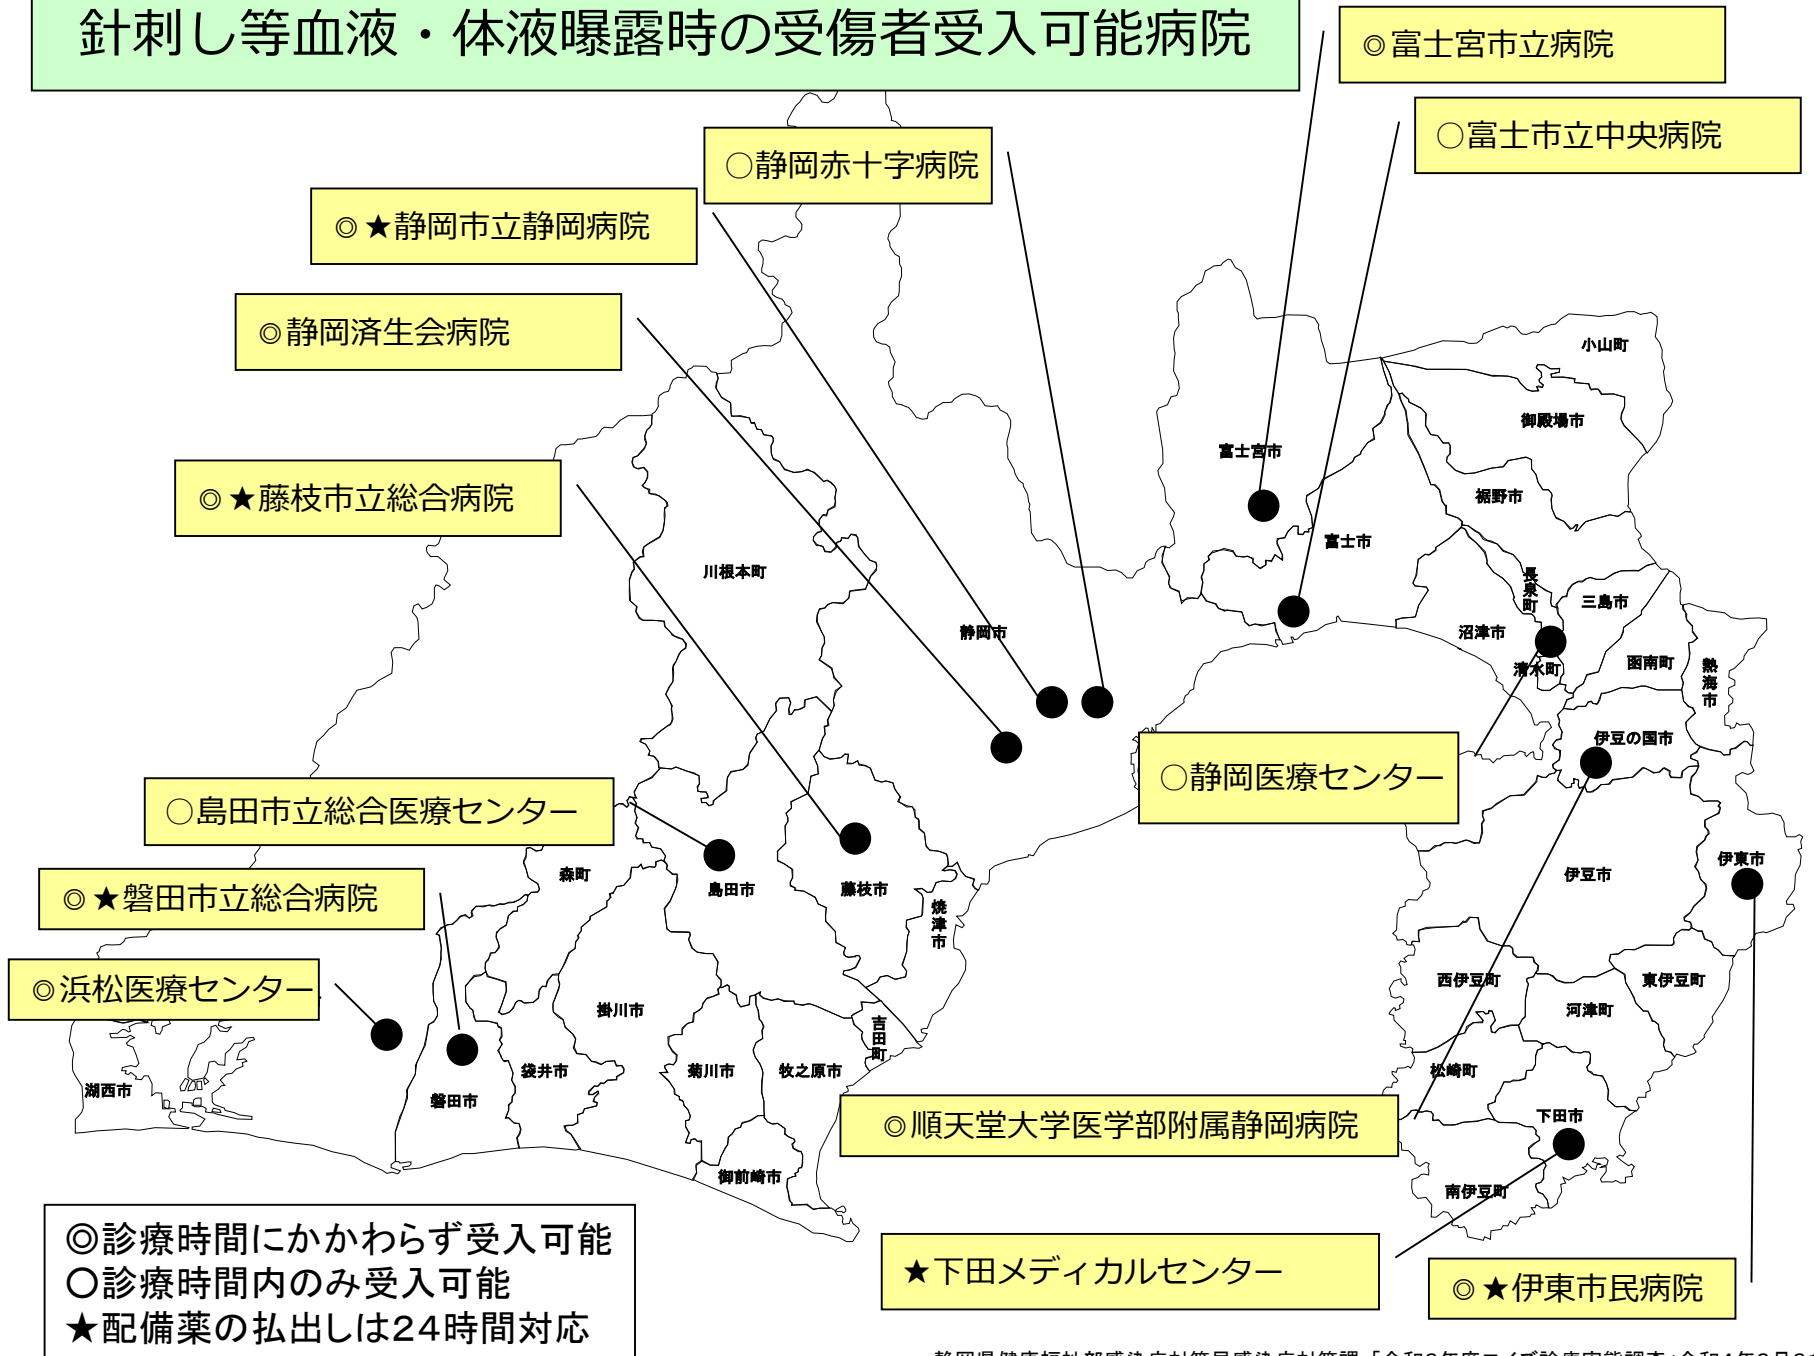 針刺し等血液・体液曝露時の受傷者受入可能病院
◎富士宮市立病院
○富士市立中央病院
○静岡赤十字病院
◎★静岡市立静岡病院
◎静岡済生会病院
◎★藤枝市立総合病院
○島田市立総合医療センター
◎★磐田市立総合病院
◎浜松医療センター
○静岡医療センター
◎順天堂大学医学部附属静岡病院
★下田メディカルセンター
◎★伊東市民病院
小山町
御殿場市
富士宮市
裾野市
富士市
長泉町
三島市
川根本町
静岡市
沼津市
清水町
函南町
熱海市
伊豆の国市
伊東市
伊豆市
森町
島田市
藤枝市
焼津市
西伊豆町
東伊豆町
河津町
掛川市
吉田町
湖西市
袋井市
菊川市
牧之原市
松崎町
磐田市
下田市
御前崎市
南伊豆町
◎診療時間にかかわらず受入可能
○診療時間内のみ受入可能
★配備薬の払出しは24時間対応